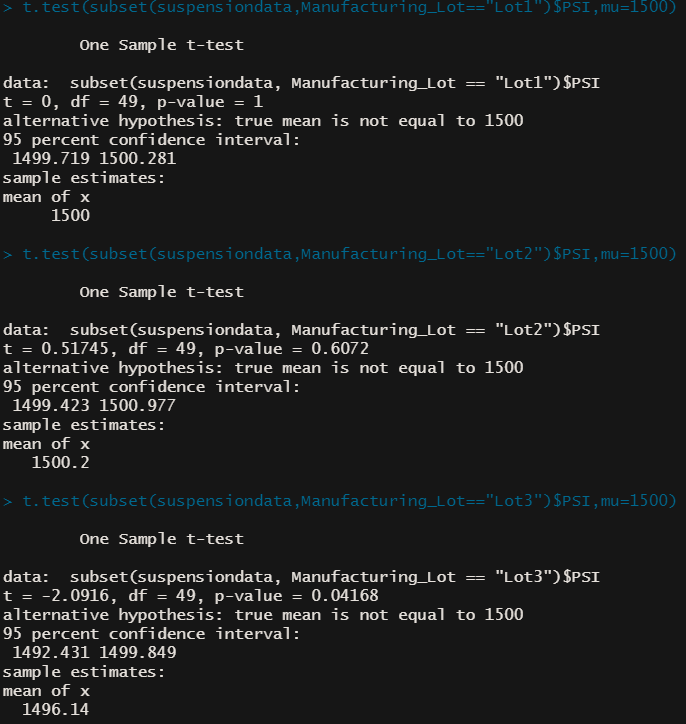 > t.test(subset(suspensiondata,Manufacturing_Lot=="Lot1")$PSI,mu=1500)
One Sample t-test
data:  subset(suspensiondata, Manufacturing_Lot == "Lot1")$PSI
t = 0, df = 49, p-value = 1
alternative hypothesis: true mean is not equal to 1500
95 percent confidence interval:
1499.719 1500.281
sample estimates:
mean of x
1500
> t.test(subset(suspensiondata,Manufacturing_Lot=="Lot2")$PSI,mu=1500)
One Sample t-test
data:  subset(suspensiondata, Manufacturing_Lot == "Lot2")$PSI
t = 0.51745, df = 49, p-value = 0.6072
alternative hypothesis: true mean is not equal to 1500
95 percent confidence interval:
1499.423 1500.977
sample estimates:
mean of x
1500.2
> t.test(subset(suspensiondata,Manufacturing_Lot=="Lot3")$PSI,mu=1500)
One Sample t-test
data:  subset(suspensiondata, Manufacturing_Lot == "Lot3")$PSI
t = -2.0916, df = 49, p-value = 0.04168
alternative hypothesis: true mean is not equal to 1500
95 percent confidence interval:
1492.431 1499.849
sample estimates:
mean of x
1496.14